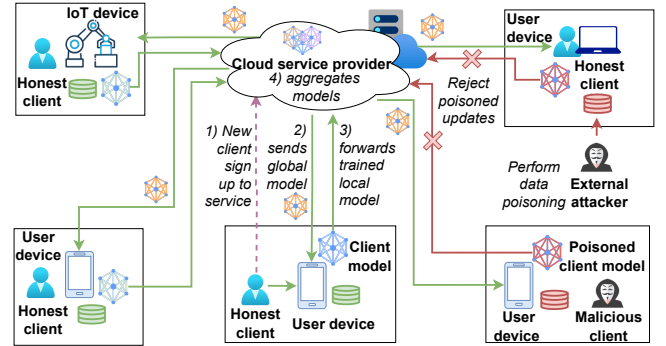 IoT device
Honest
client
Cloud service provider
4) aggregates
models
User
device
Honest
client
Reject
poisoned
updates
1) New
client
sign
up to
service
2)
sends
global
model
3)
forwards
trained
local
model
Perform
data
poisoning
External
attacker
User
device
Honest
client
Client
model
Honest
client
User device
Poisoned
client model
User
device
Malicious
client